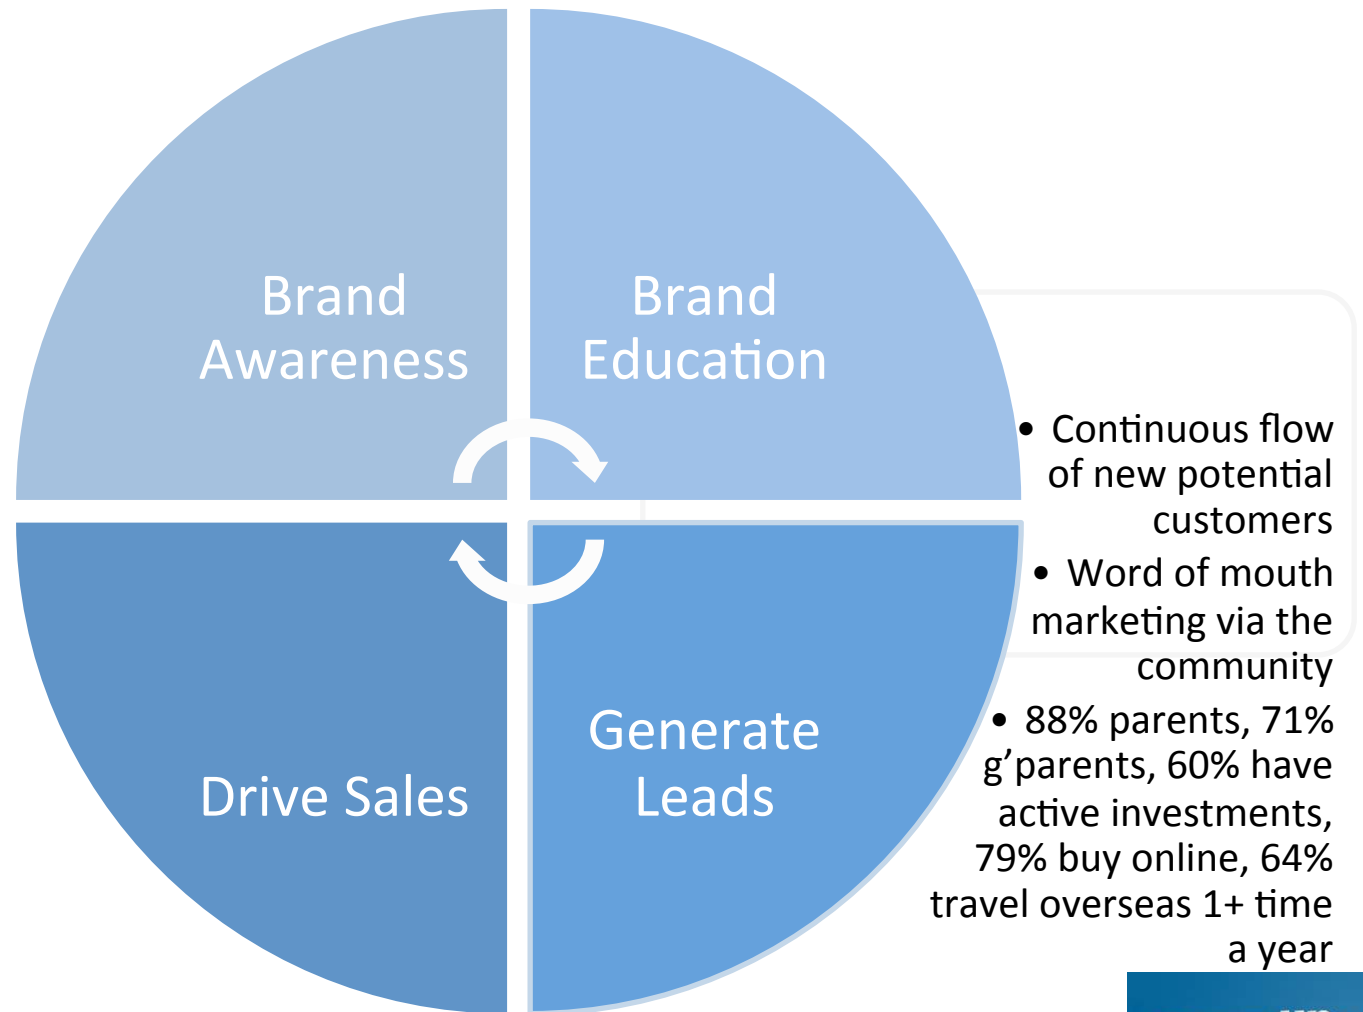 Brand
Awareness
Brand
Education
• Continuous flow
of new potential
customers
• Word of mouth
marketing via the
community
Generate
Leads
Drive Sales
• 88% parents, 71%
g’parents, 60% have
active investments,
79% buy online, 64%
travel overseas 1+ time
a year